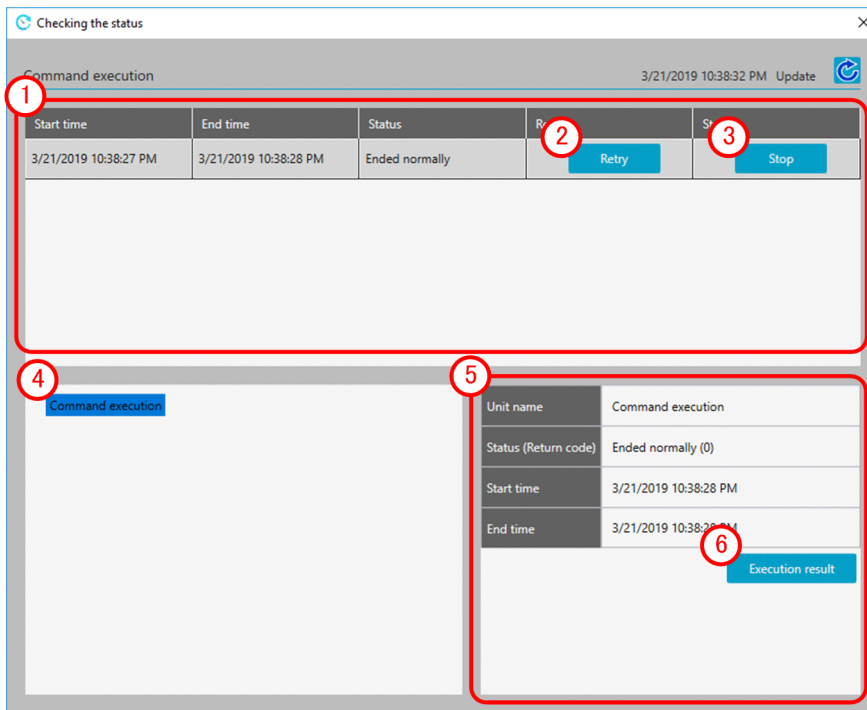 Checking the status
Command execution 3/21/2019 10:38:32 PM Update
1
Start time End time Status
2 3
3/21/2019 10:38:27 PM 3/21/2019 10:38:28 PM Ended normally Retry Stop
4 5
Command execution
Unit name Command execution
Status (Return code) Ended normally (0)
Start time 3/21/2019 10:38:28 PM
End time 3/21/2019
6
Execution result